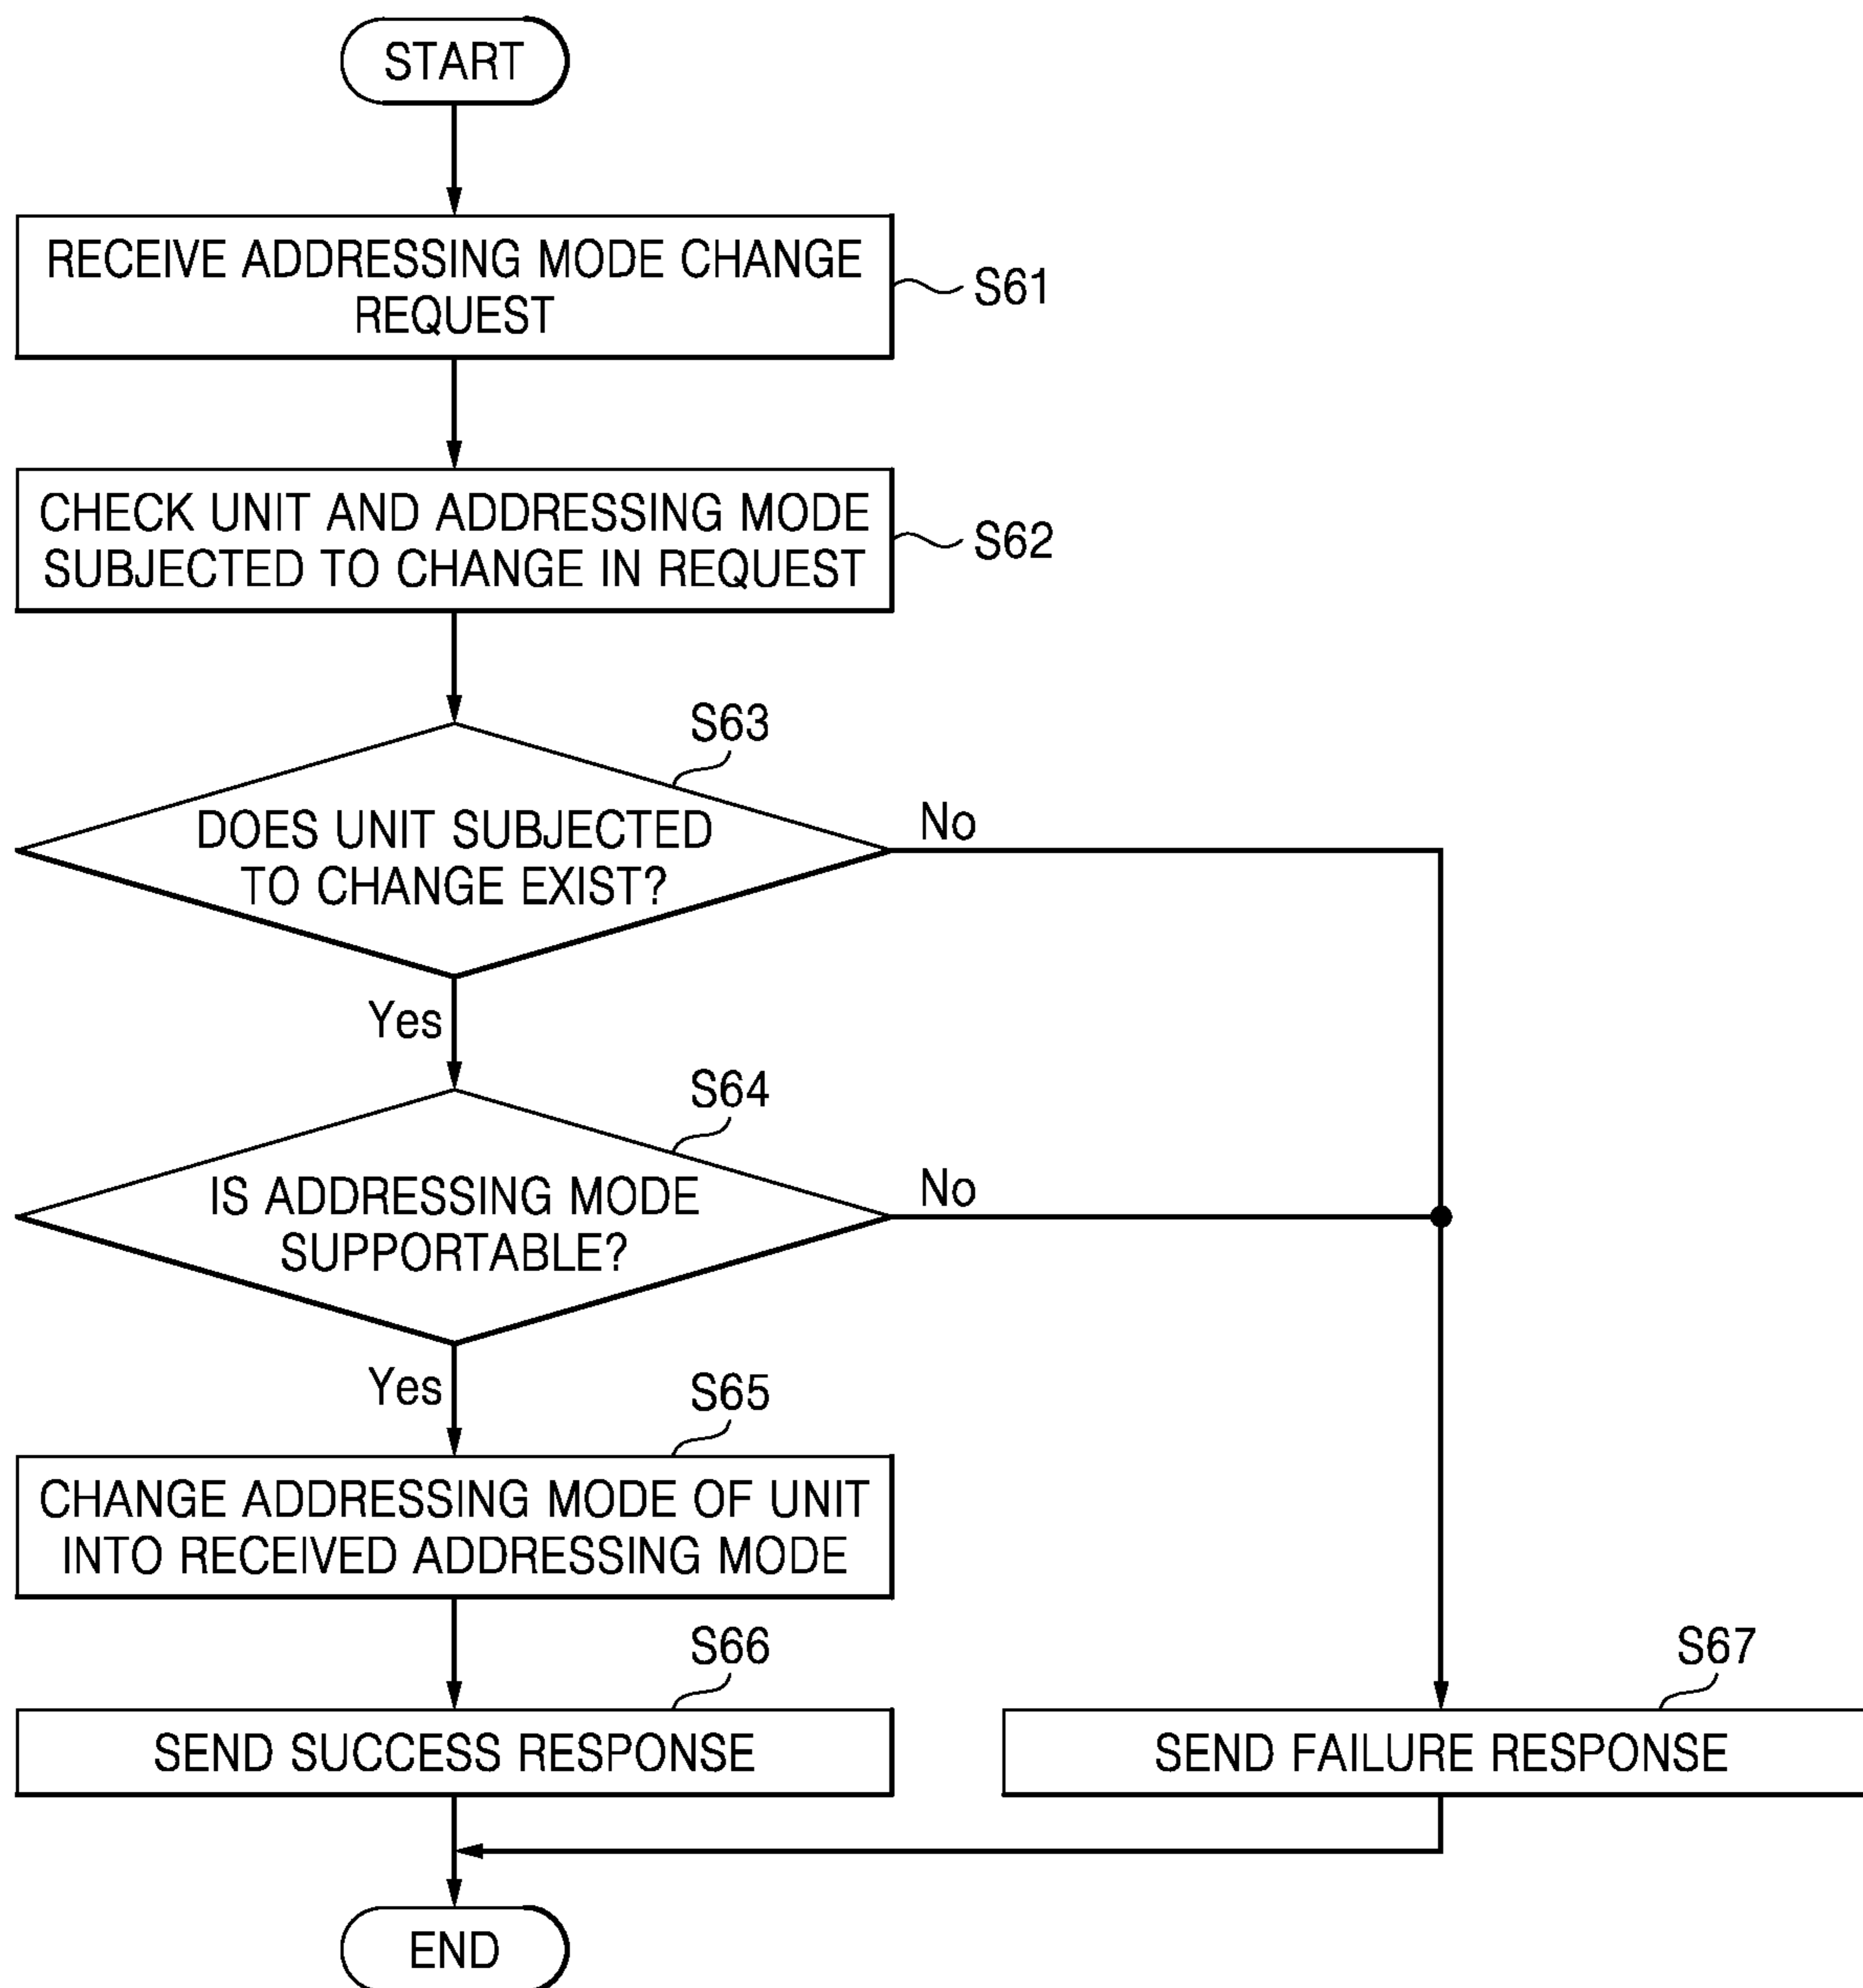 START
RECEIVE ADDRESSING MODE CHANGE
REQUEST
S61
CHECK UNIT AND ADDRESSING MODE
SUBJECTED TO CHANGE IN REQUEST
S62
S63
DOES UNIT SUBJECTED
TO CHANGE EXIST?
No
Yes
S64
IS ADDRESSING MODE
SUPPORTABLE?
No
Yes
S65
CHANGE ADDRESSING MODE OF UNIT
INTO RECEIVED ADDRESSING MODE
S66
SEND SUCCESS RESPONSE
S67
SEND FAILURE RESPONSE
END